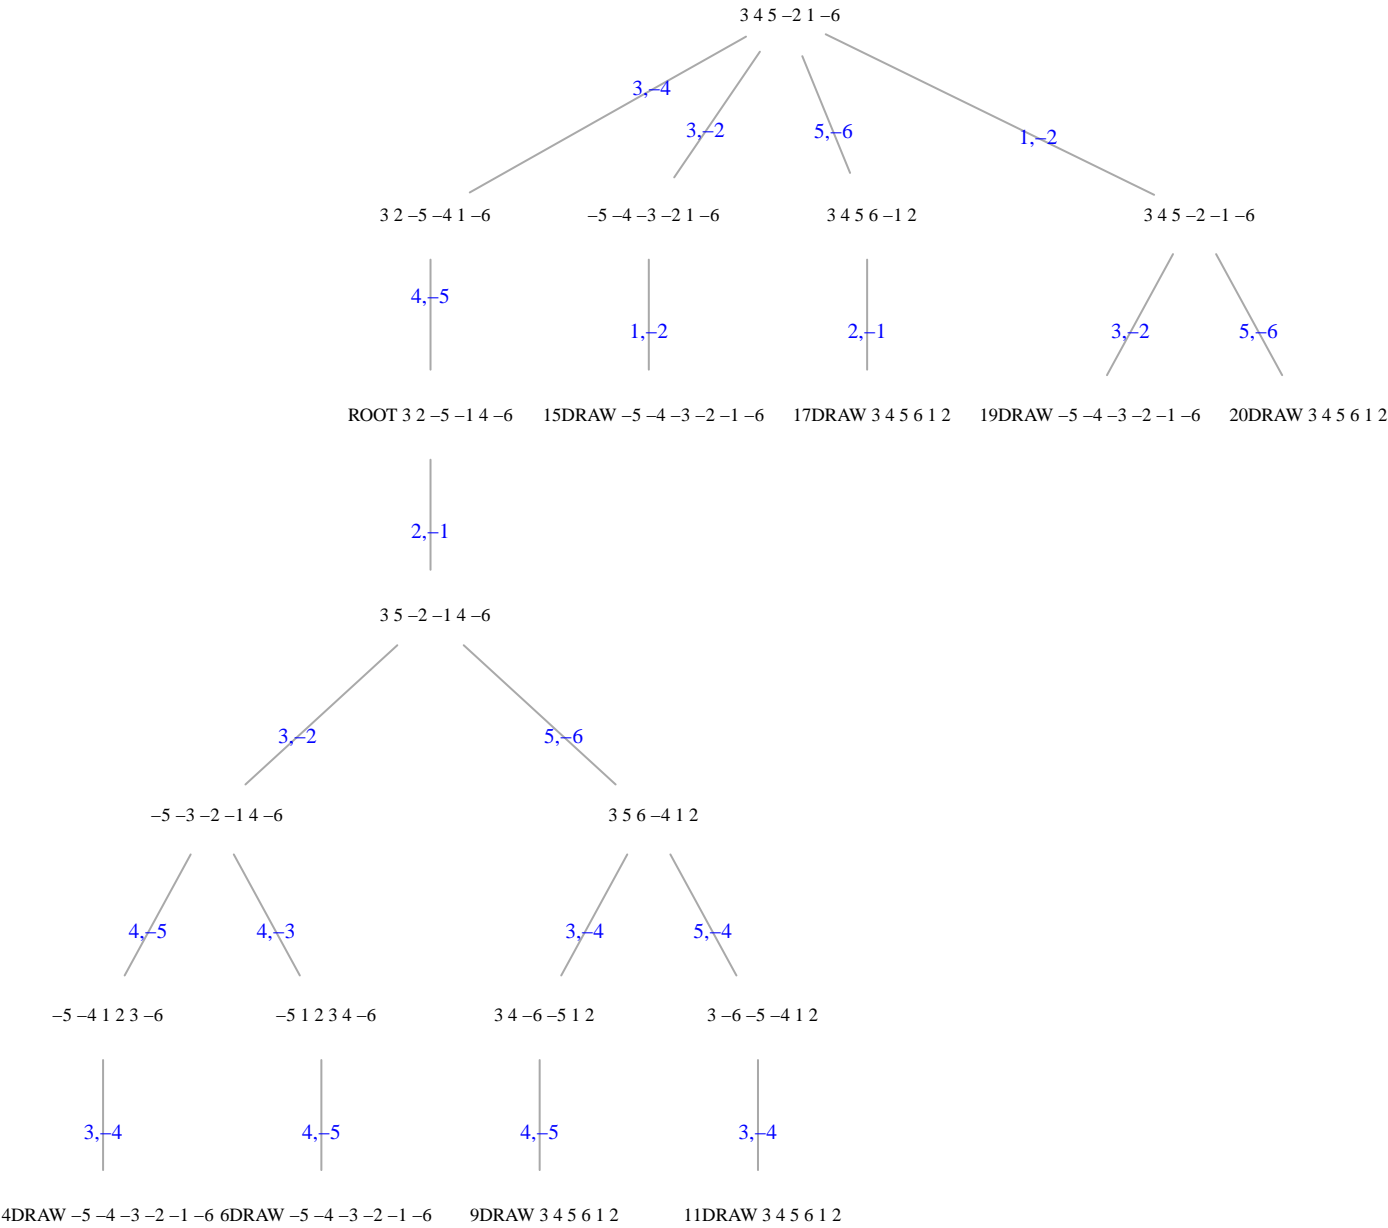 3 4 5 –2 1 –6
3,–4
3,–2
5,–6
1,–2
3 2 –5 –4 1 –6
–5 –4 –3 –2 1 –6
3 4 5 6 –1 2
3 4 5 –2 –1 –6
4,–5
1,–2
2,–1
3,–2
5,–6
ROOT 3 2 –5 –1 4 –6
15DRAW –5 –4 –3 –2 –1 –6
17DRAW 3 4 5 6 1 2
19DRAW –5 –4 –3 –2 –1 –6
20DRAW 3 4 5 6 1 2
2,–1
3 5 –2 –1 4 –6
3,–2
5,–6
–5 –3 –2 –1 4 –6
3 5 6 –4 1 2
4,–5
4,–3
3,–4
5,–4
–5 –4 1 2 3 –6
–5 1 2 3 4 –6
3 4 –6 –5 1 2
3 –6 –5 –4 1 2
3,–4
4,–5
4,–5
3,–4
4DRAW –5 –4 –3 –2 –1 –6
6DRAW –5 –4 –3 –2 –1 –6
9DRAW 3 4 5 6 1 2
11DRAW 3 4 5 6 1 2